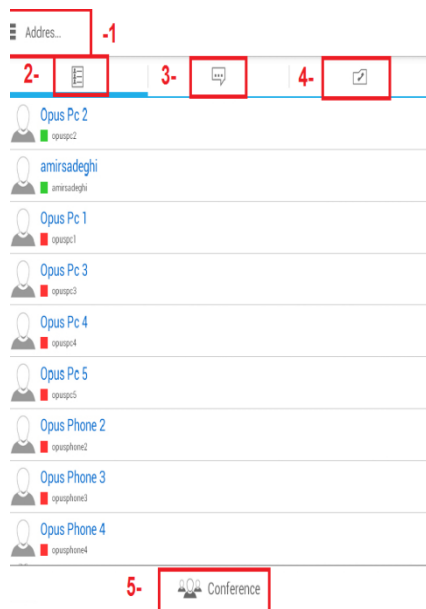 Addres... -1
2- 3- 4-
Opus Pc 2
opuspc2
amirsadeghi
amirsadeghi
Opus Pc 1
opuspc1
Opus Pc 3
opuspc3
Opus Pc 4
opuspc4
Opus Pc 5
opuspc5
Opus Phone 2
opusphone2
Opus Phone 3
opusphone3
Opus Phone 4
opusphone4
5- Conference